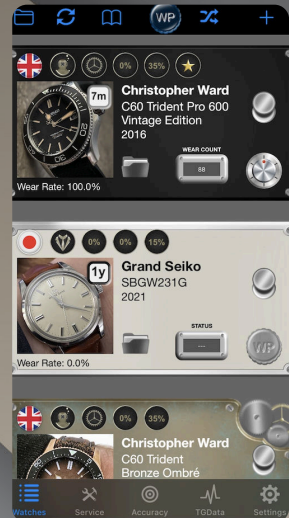 WP
0% 35%
7m
Christopher Ward
C60 Trident Pro 600
Vintage Edition
2016
WEAR COUNT
88
Wear Rate: 100.0%
0% 0% 15%
1y
Grand Seiko
SBGW231G
2021
STATUS
---
WP
Wear Rate: 0.0%
0% 35%
Christopher Ward
C60 Trident
Bronze Ombré
Watches Service Accuracy TGData Settings